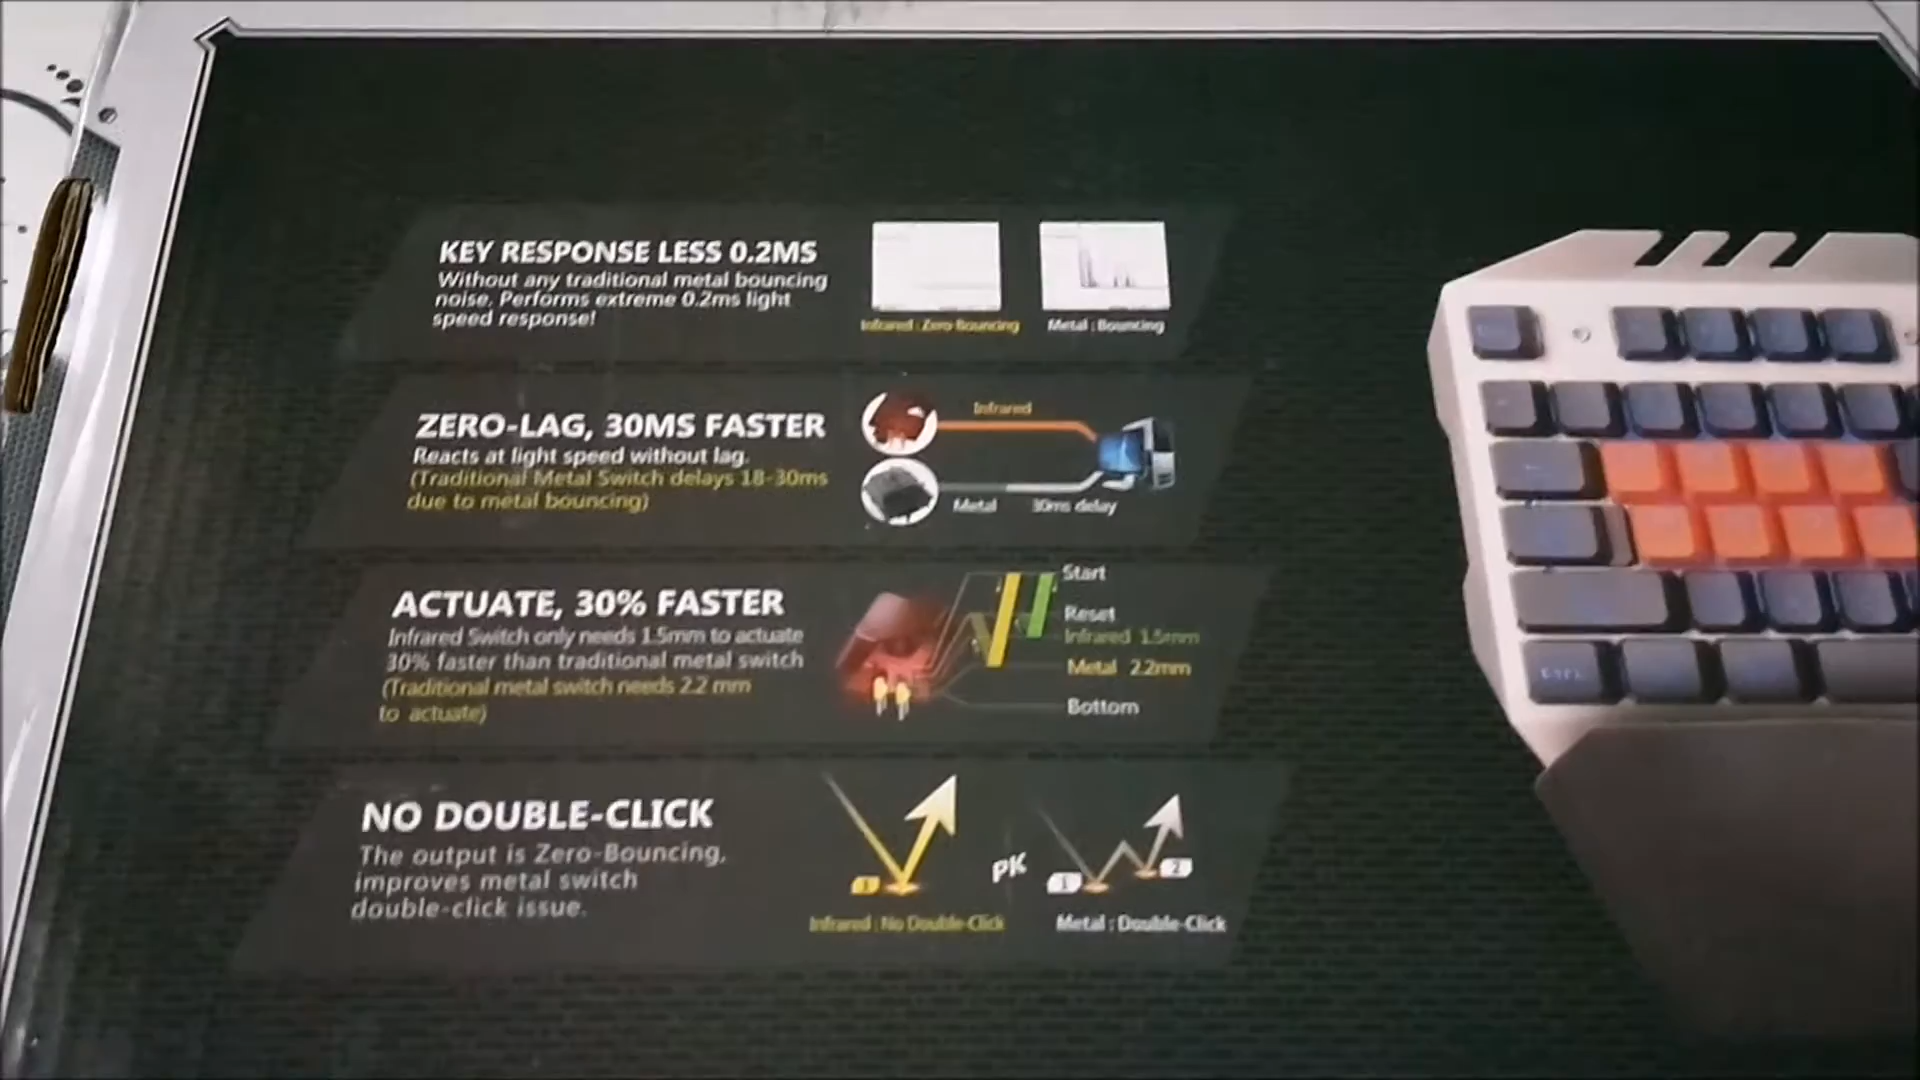 KEY RESPONSE LESS 0.2MS
Without any traditional metal bouncing
noise. Performs extreme 0.2ms light
speed response!
Infrared : Zero Bouncing
Metal : Bouncing
ZERO-LAG, 30MS FASTER
Reacts at light speed without lag.
(Traditional Metal Switch delays 18-30ms
due to metal bouncing)
Infrared
Metal
30ms delay
ACTUATE, 30% FASTER
Infrared Switch only needs 1.5mm to actuate
30% faster than traditional metal switch
(Traditional metal switch needs 2.2 mm
to actuate)
Start
Reset
Infrared 1.5mm
Metal 2.2mm
Bottom
NO DOUBLE-CLICK
The output is Zero-Bouncing,
improves metal switch
double-click issue.
1
PK
1
2
Infrared : No Double-Click
Metal : Double-Click